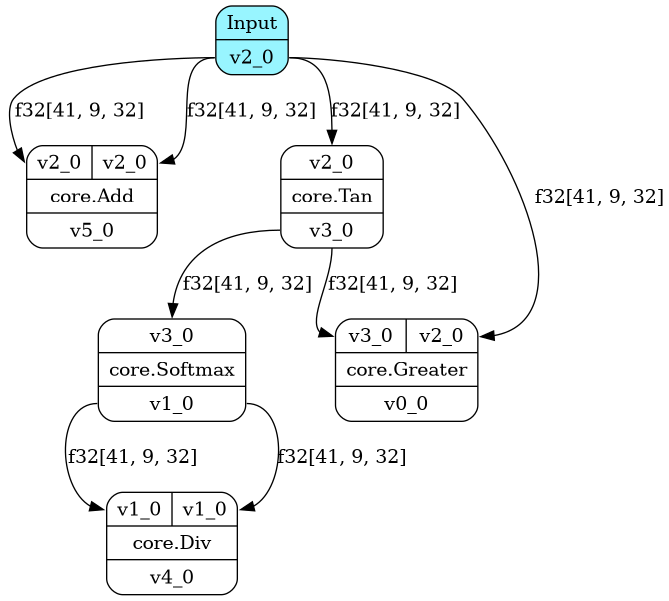 Input
v2_0
f32[41, 9, 32]
f32[41, 9, 32]
f32[41, 9, 32]
v2_0 v2_0
core.Add
v5_0
v2_0
core.Tan
v3_0
f32[41, 9, 32]
f32[41, 9, 32]
f32[41, 9, 32]
v3_0
core.Softmax
v1_0
v3_0 v2_0
core.Greater
v0_0
f32[41, 9, 32]
f32[41, 9, 32]
v1_0 v1_0
core.Div
v4_0